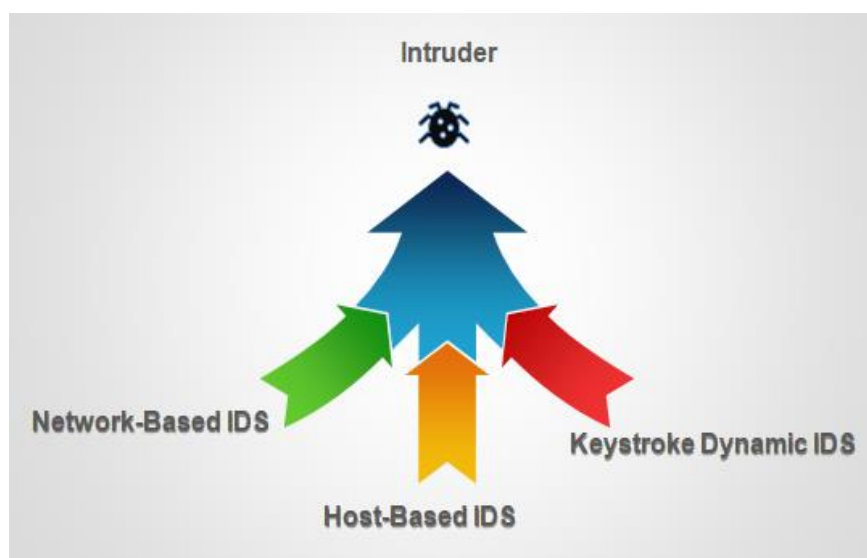 Intruder
Network-Based IDS
Keystroke Dynamic IDS
Host-Based IDS